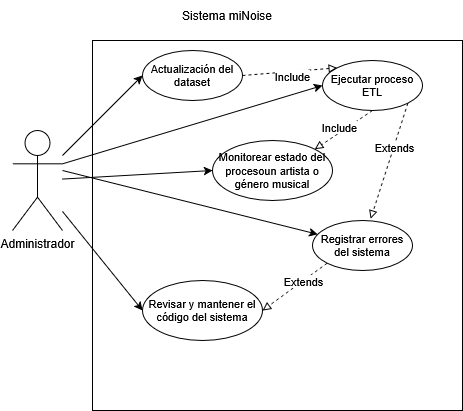 Sistema miNoise
Actualización del
dataset
Include
Ejecutar proceso
ETL
Include
Monitorear estado del
procesoun artista o
género musical
Extends
Administrador
Registrar errores
del sistema
Extends
Revisar y mantener el
código del sistema